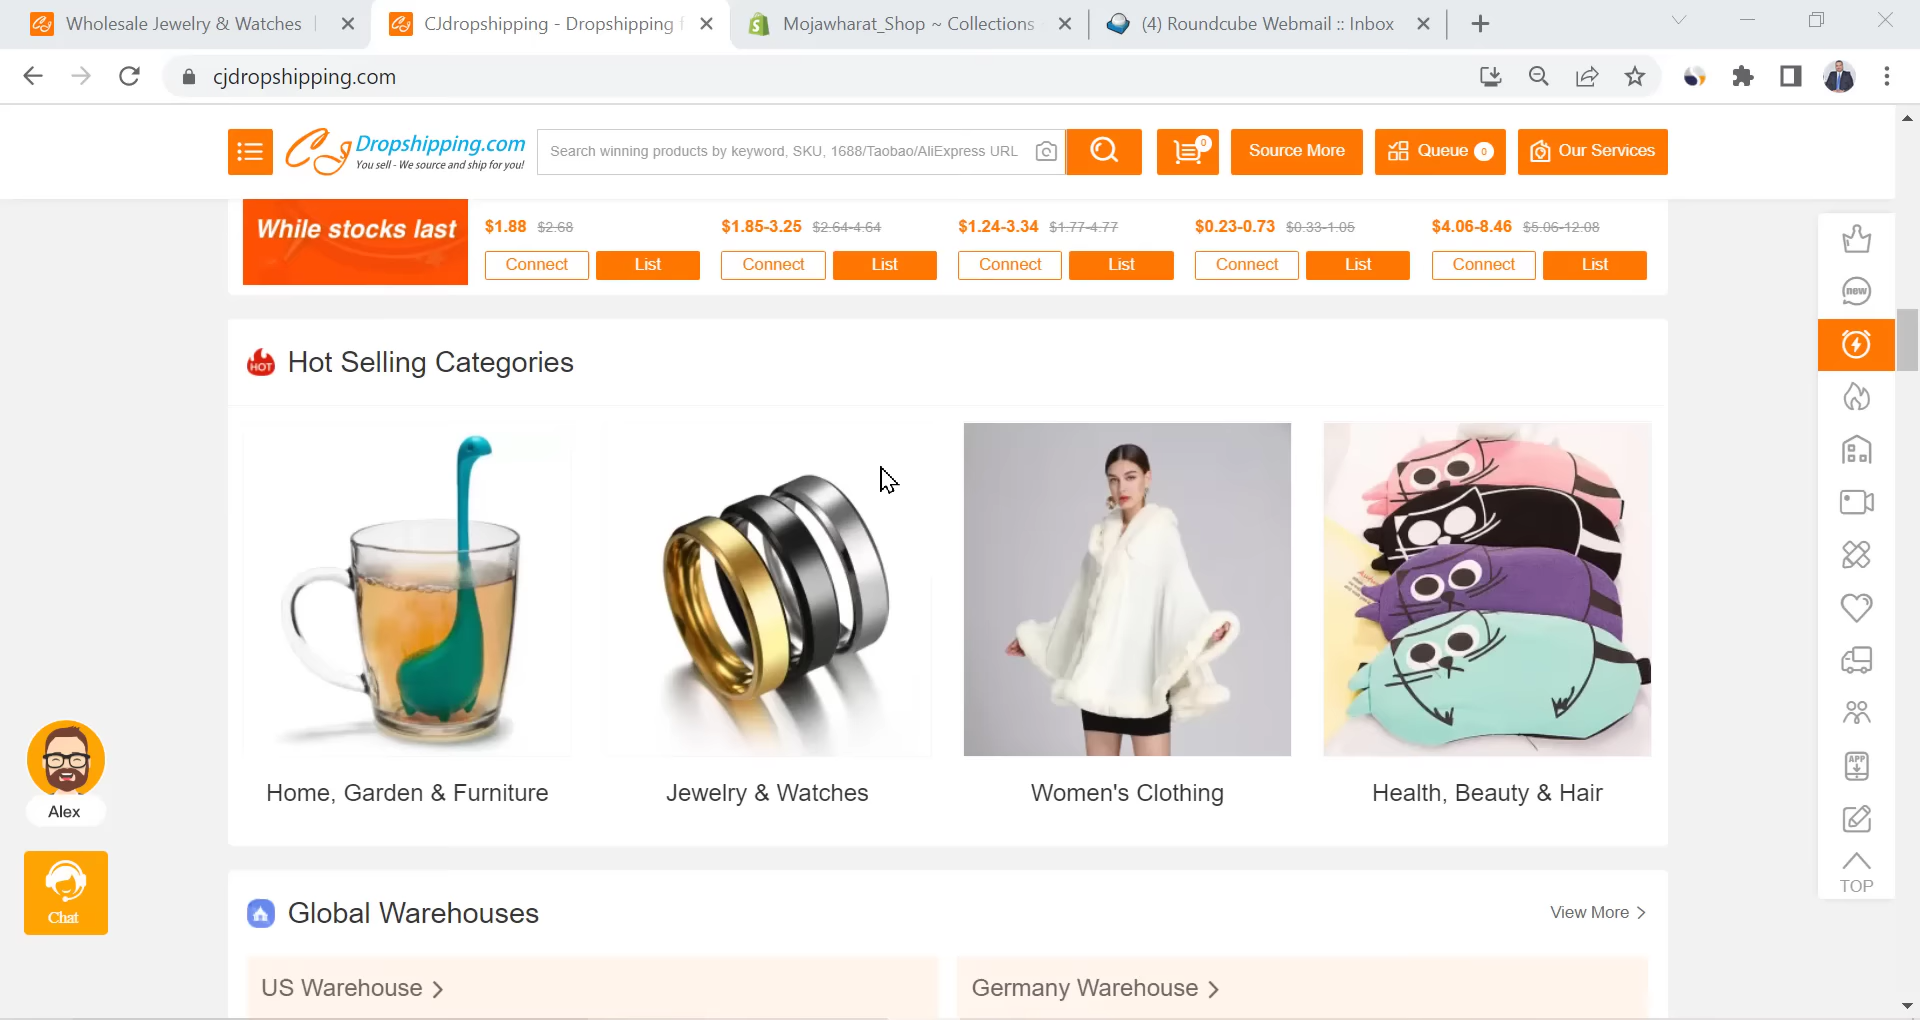 Wholesale Jewelry & Watches
CJdropshipping - Dropshipping
Mojawharat_Shop ~ Collections
(4) Roundcube Webmail :: Inbox
cjdropshipping.com
CJ Dropshipping.com
You sell - We source and ship for you!
Search winning products by keyword, SKU, 1688/Taobao/AliExpress URL
0
Source More
Queue 0
Our Services
While stocks last
$1.88 $2.68
$1.85-3.25 $2.64-4.64
$1.24-3.34 $1.77-4.77
$0.23-0.73 $0.33-1.05
$4.06-8.46 $5.06-12.08
Connect List
Connect List
Connect List
Connect List
Connect List
new
HOT Hot Selling Categories
Home, Garden & Furniture
Jewelry & Watches
Women's Clothing
Health, Beauty & Hair
APP
Alex
Chat
TOP
Global Warehouses
View More >
US Warehouse >
Germany Warehouse >